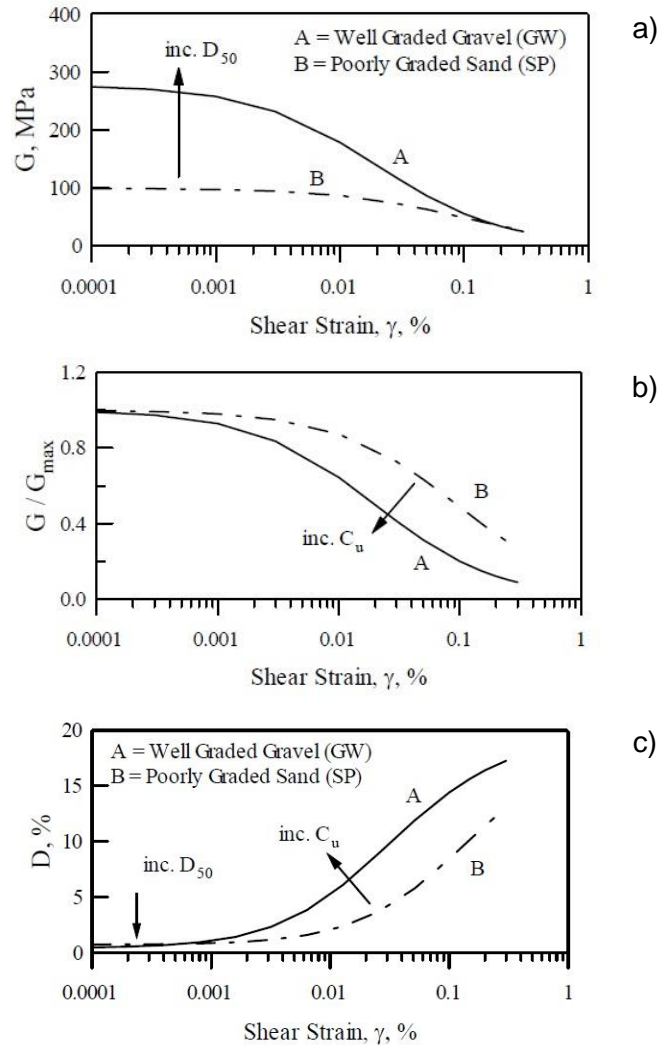 a)
400
300
200
100
0
G, MPa
inc. D50
A = Well Graded Gravel (GW)
B = Poorly Graded Sand (SP)
A
B
0.0001 0.001 0.01 0.1 1
Shear Strain, γ, %
b)
1.2
0.8
0.4
0.0
G / Gmax
B
inc. Cu
A
0.0001 0.001 0.01 0.1 1
Shear Strain, γ, %
c)
20
15
10
5
0
D, %
A = Well Graded Gravel (GW)
B = Poorly Graded Sand (SP)
A
inc. Cu
inc. D50
B
0.0001 0.001 0.01 0.1 1
Shear Strain, γ, %